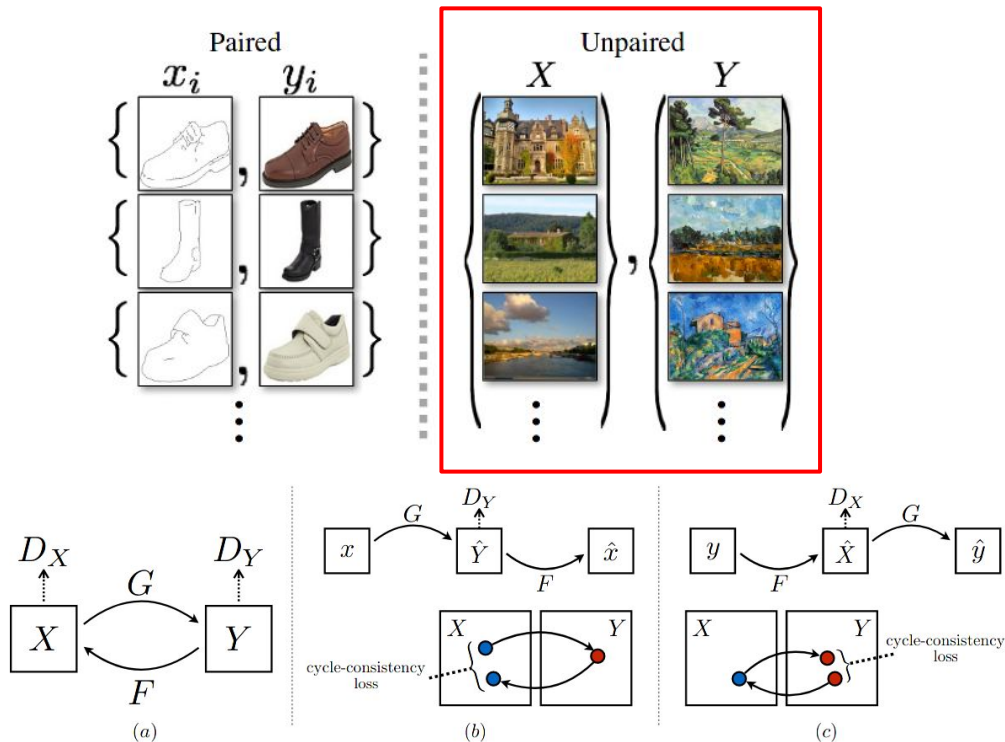 Paired
Unpaired
x_i
y_i
X
Y
{ , }
{ , }
{ , }
{ } , { }
⋮
⋮
⋮
D_X
D_Y
G
X
Y
F
(a)
D_Y
G
x
Ŷ
x̂
F
X
Y
cycle-consistency
loss
(b)
D_X
G
y
X̂
ŷ
F
X
Y
cycle-consistency
loss
(c)